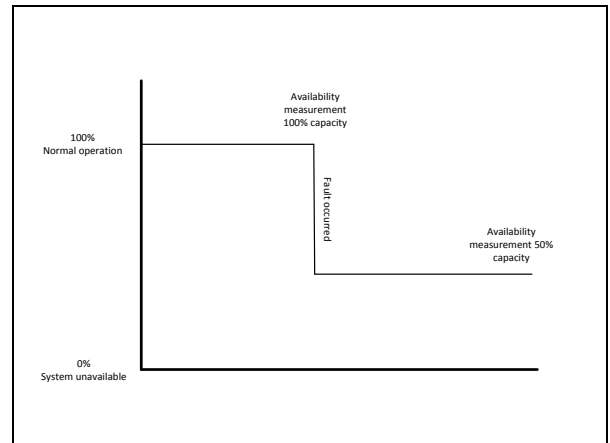 Availability
measurement
100% capacity
100%
Normal operation
Fault occurred
Availability
measurement 50%
capacity
0%
System unavailable